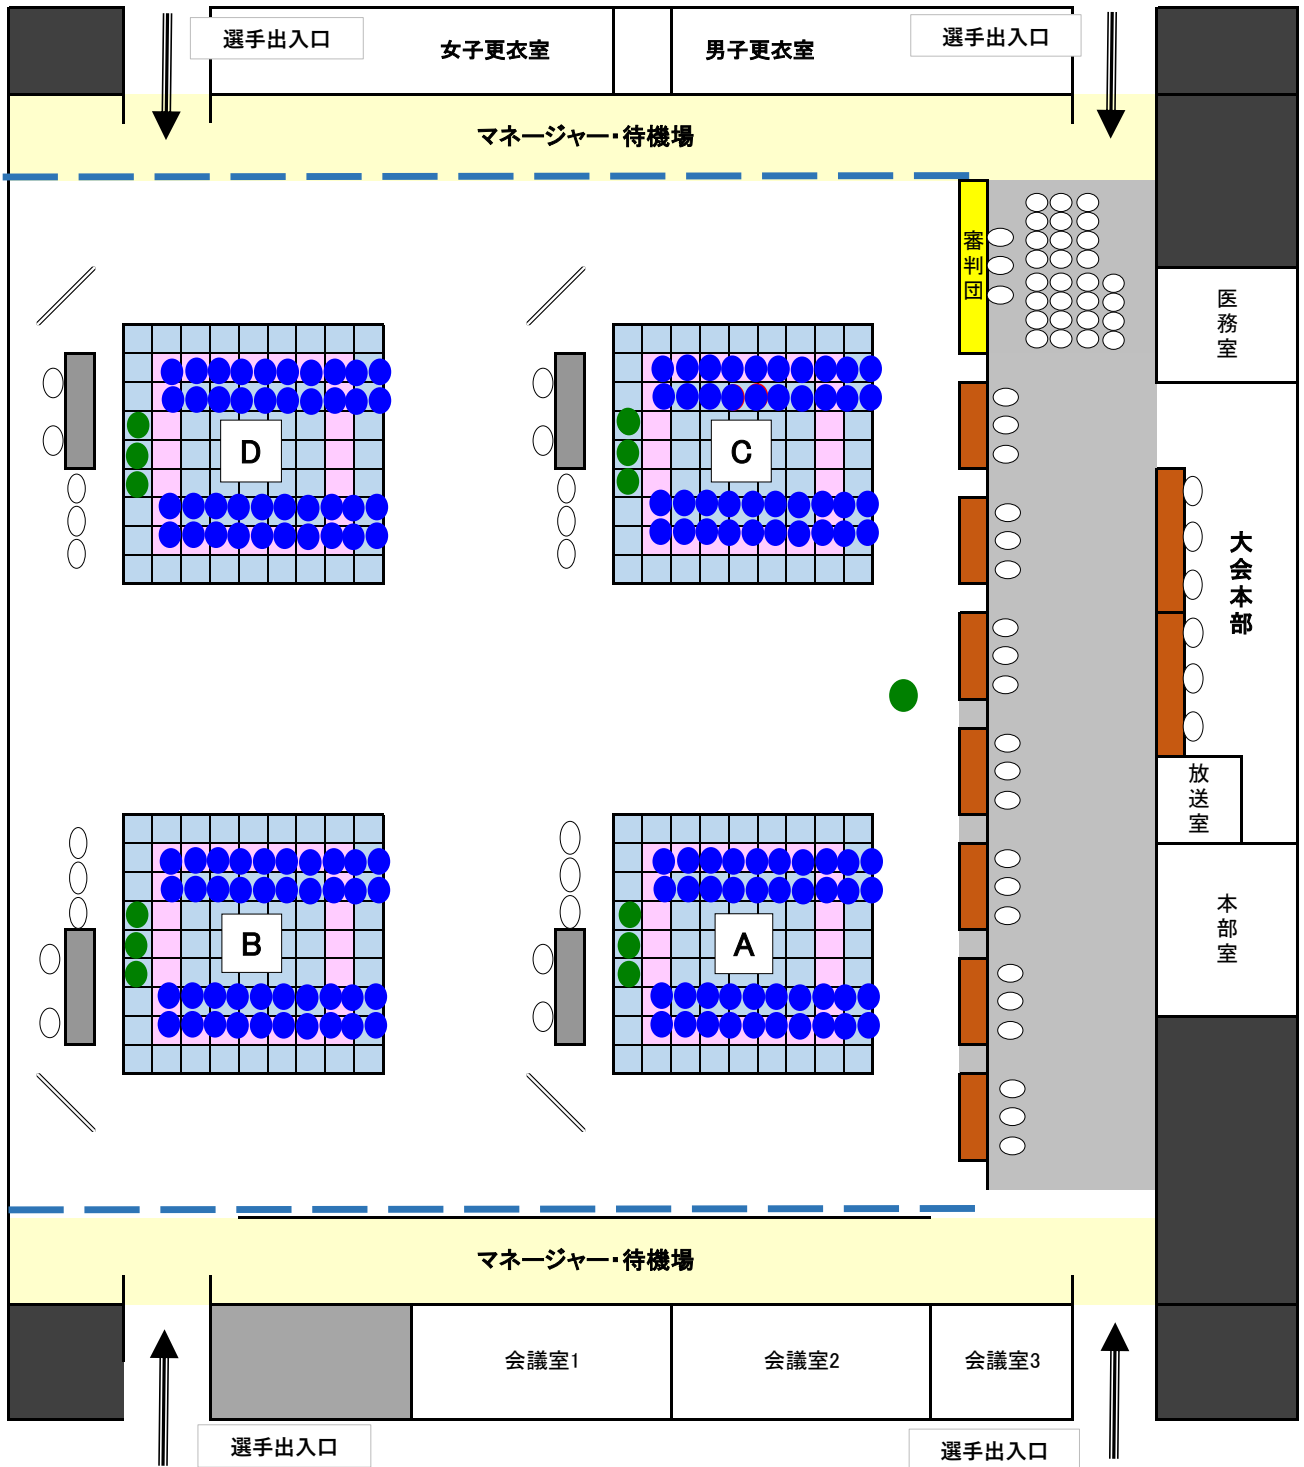 選手出入口
女子更衣室
男子更衣室
選手出入口
マネージャー・待機場
審判団
医務室
D
C
大会本部
放送室
B
A
本部室
マネージャー・待機場
会議室1
会議室2
会議室3
選手出入口
選手出入口